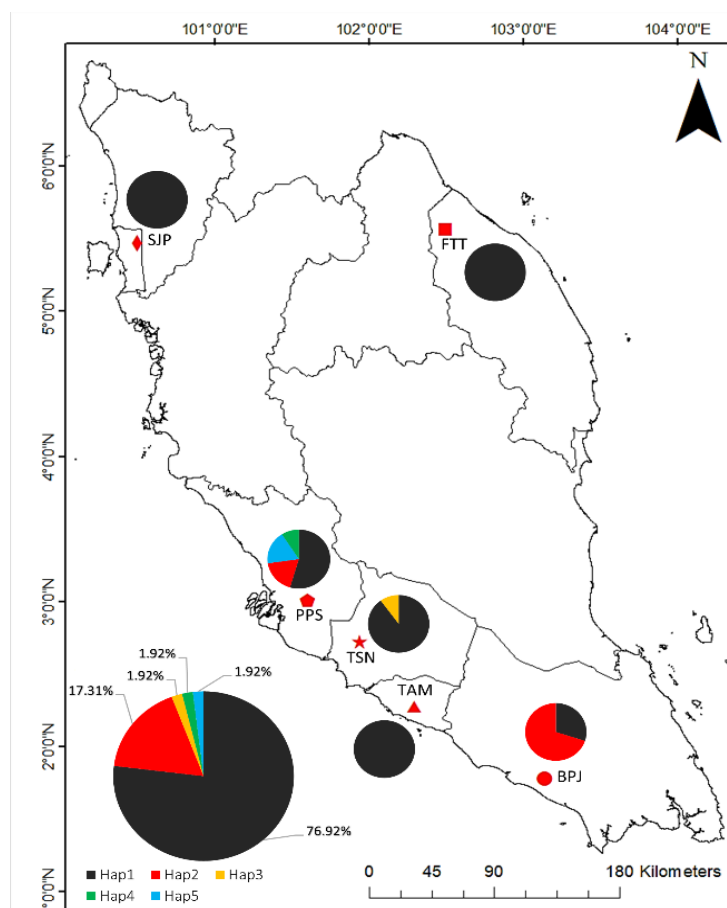 101°0'0"E 102°0'0"E 103°0'0"E 104°0'0"E
N
6°0'0"N
SJP
FTT
5°0'0"N
4°0'0"N
3°0'0"N
PPS
TSN
1.92%
1.92%
1.92%
17.31%
TAM
2°0'0"N
BPJ
76.92%
Hap1 Hap2 Hap3
Hap4 Hap5
0 45 90 180 Kilometers
°0'0"N